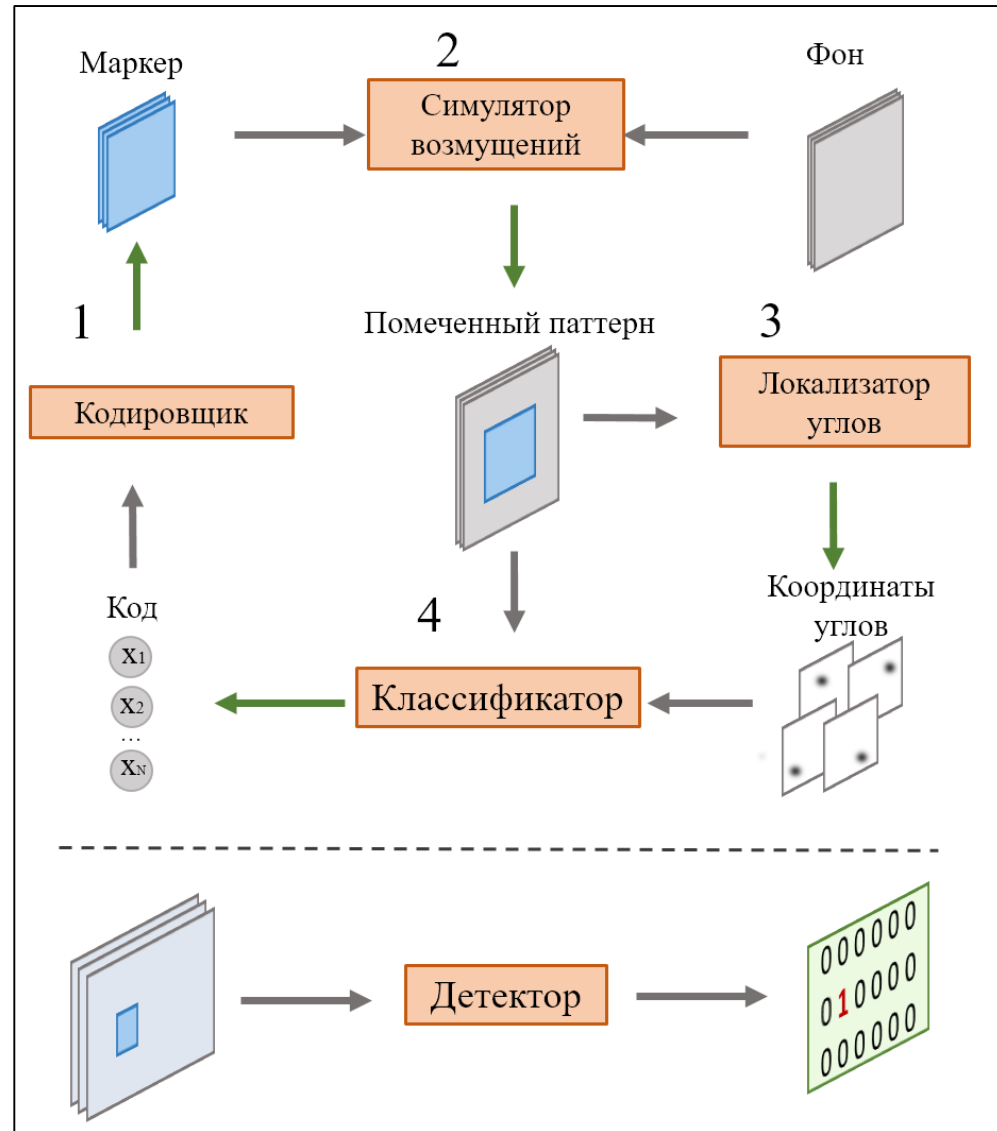 Маркер
2
Фон
Симулятор
возмущений
1
Помеченный паттерн
3
Кодировщик
Локализатор
углов
Код
4
Координаты
углов
x1
x2
...
xN
Классификатор
Детектор
000000
010000
000000